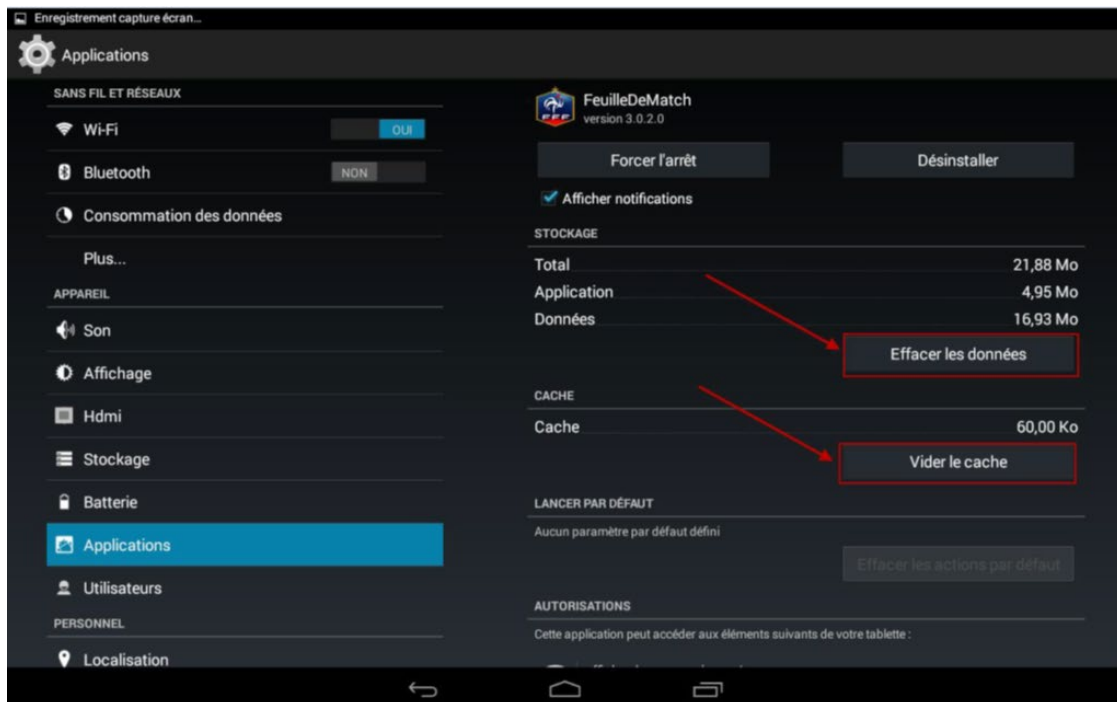 Enregistrement capture écran...
Applications
SANS FIL ET RÉSEAUX
Wi-Fi
OUI
Bluetooth
NON
Consommation des données
Plus...
APPAREIL
Son
Affichage
Hdmi
Stockage
Batterie
Applications
Utilisateurs
PERSONNEL
Localisation
FeuilleDeMatch
version 3.0.2.0
Forcer l'arrêt
Désinstaller
Afficher notifications
STOCKAGE
Total 21,88 Mo
Application 4,95 Mo
Données 16,93 Mo
Effacer les données
CACHE
Cache 60,00 Ko
Vider le cache
LANCER PAR DÉFAUT
Aucun paramètre par défaut défini
Effacer les actions par défaut
AUTORISATIONS
Cette application peut accéder aux éléments suivants de votre tablette :